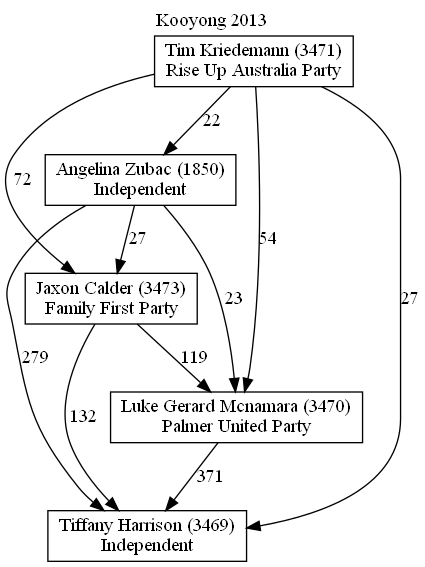 Kooyong 2013
Tim Kriedemann (3471)
Rise Up Australia Party
22
Angelina Zubac (1850)
Independent
72
27
54
23
27
Jaxon Calder (3473)
Family First Party
279
119
132
Luke Gerard Mcnamara (3470)
Palmer United Party
371
Tiffany Harrison (3469)
Independent